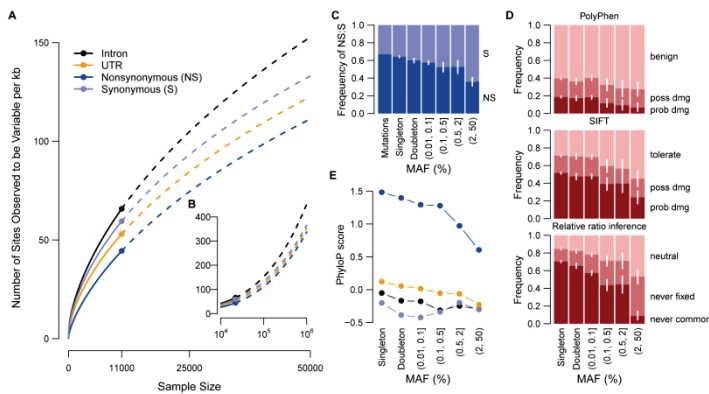 A
150
100
50
0
Number of Sites Observed to be Variable per kb
Intron
UTR
Nonsynonymous (NS)
Synonymous (S)
0
11000
25000
50000
Sample Size
B
400
300
200
100
0
10^4
10^5
10^6
C
1.0
0.8
0.6
0.4
0.2
0.0
Frequency of NS:S
S
NS
Mutations
Singleton
Doubleton
(0.01, 0.1]
(0.1, 0.5]
(0.5, 2]
(2, 50)
MAF (%)
E
PhyloP score
1.5
1.0
0.5
0.0
−0.5
Singleton
Doubleton
(0.01, 0.1]
(0.1, 0.5]
(0.5, 2]
(2, 50)
MAF (%)
D
PolyPhen
1.0
0.8
0.6
0.4
0.2
0.0
Frequency
benign
poss dmg
prob dmg
SIFT
1.0
0.8
0.6
0.4
0.2
0.0
Frequency
tolerate
poss dmg
prob dmg
Relative ratio inference
1.0
0.8
0.6
0.4
0.2
0.0
Frequency
neutral
never fixed
never common
Singleton
Doubleton
(0.01, 0.1]
(0.1, 0.5]
(0.5, 2]
(2, 50)
MAF (%)